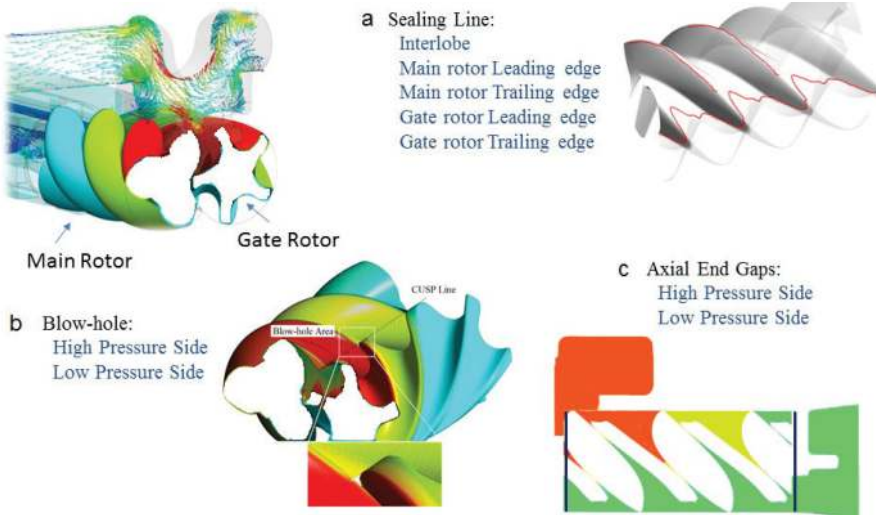 a Sealing Line:
Interlobe
Main rotor Leading edge
Main rotor Trailing edge
Gate rotor Leading edge
Gate rotor Trailing edge
Main Rotor
Gate Rotor
b Blow-hole:
High Pressure Side
Low Pressure Side
CUSP Line
Blow-hole Area
c Axial End Gaps:
High Pressure Side
Low Pressure Side